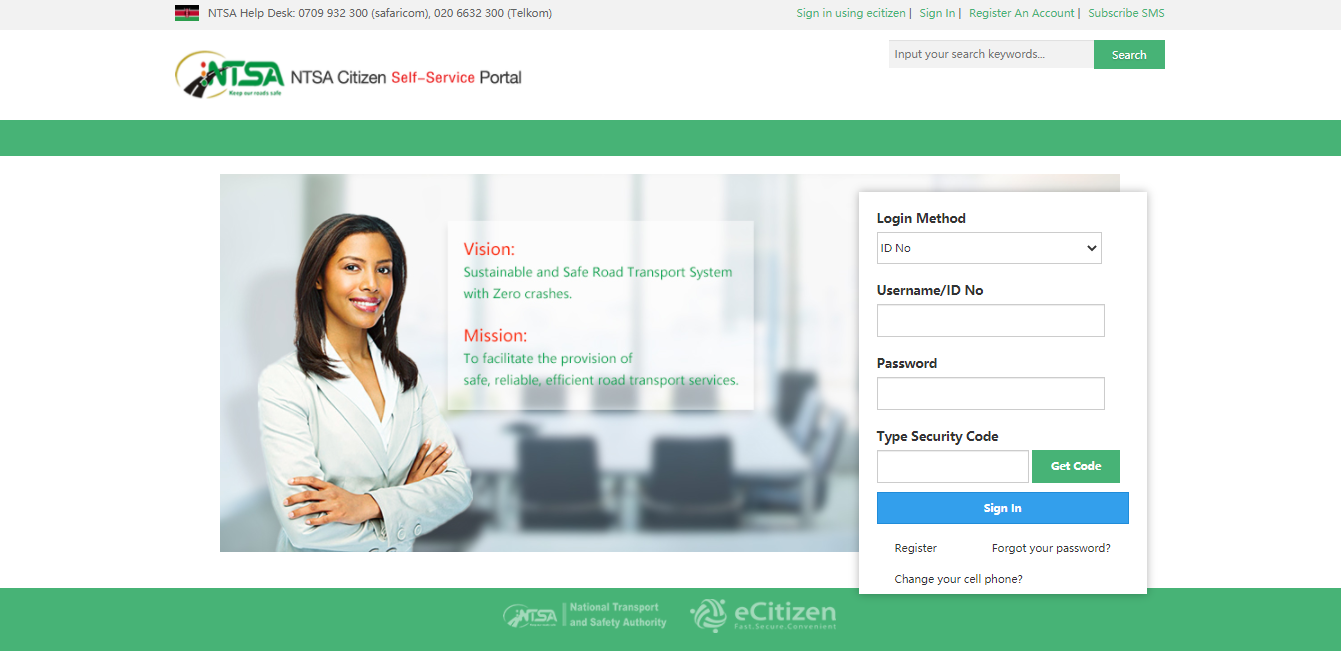 NTSA Help Desk: 0709 932 300 (safaricom), 020 6632 300 (Telkom)
Sign in using ecitizen | Sign In | Register An Account | Subscribe SMS
NTSA
Keep our roads safe
NTSA Citizen Self-Service Portal
Input your search keywords...
Search
Vision:
Sustainable and Safe Road Transport System
with Zero crashes.
Mission:
To facilitate the provision of
safe, reliable, efficient road transport services.
Login Method
ID No
Username/ID No
Password
Type Security Code
Get Code
Sign In
Register
Forgot your password?
Change your cell phone?
NTSA
National Transport
and Safety Authority
eCitizen
Fast.Secure.Convenient